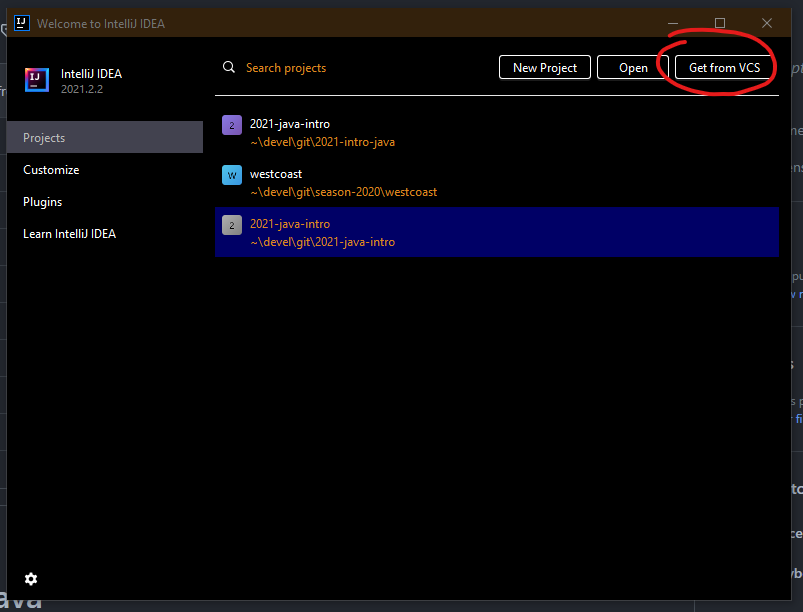 IJ Welcome to IntelliJ IDEA
IJ
IntelliJ IDEA
2021.2.2
Search projects
New Project
Open
Get from VCS
Projects
Customize
Plugins
Learn IntelliJ IDEA
2 2021-java-intro
~\devel\git\2021-intro-java
W westcoast
~\devel\git\season-2020\westcoast
2 2021-java-intro
~\devel\git\2021-java-intro